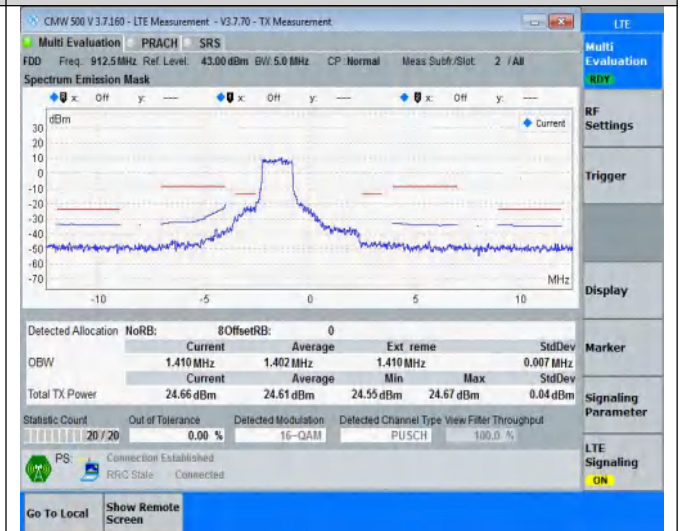 CMW 500 V 3.7.160 - LTE Measurement - V3.7.70 - TX Measurement
LTE
Multi Evaluation PRACH SRS
Multi Evaluation
RDY
FDD Freq.: 912.5 MHz Ref. Level: 43.00 dBm BW: 5.0 MHz CP: Normal Meas Subfr./Slot: 2 /All
Spectrum Emission Mask
x: Off y: --- x: Off y: --- x: Off y: ---
dBm
Current
30
20
10
0
-10
-20
-30
-40
-50
-60
-70
MHz
-10 -5 0 5 10
RF Settings
Trigger
Display
Marker
Signaling Parameter
LTE Signaling
ON
Detected Allocation NoRB: 8OffsetRB: 0
Current Average Ext reme StdDev
OBW 1.410 MHz 1.402 MHz 1.410 MHz 0.007 MHz
Current Average Min Max StdDev
Total TX Power 24.66 dBm 24.61 dBm 24.55 dBm 24.67 dBm 0.04 dBm
Statistic Count Out of Tolerance Detected Modulation Detected Channel Type View Filter Throughput
20 / 20 0.00 % 16-QAM PUSCH 100.0 %
PS: Connection Established
RRC State Connected
Go To Local
Show Remote Screen